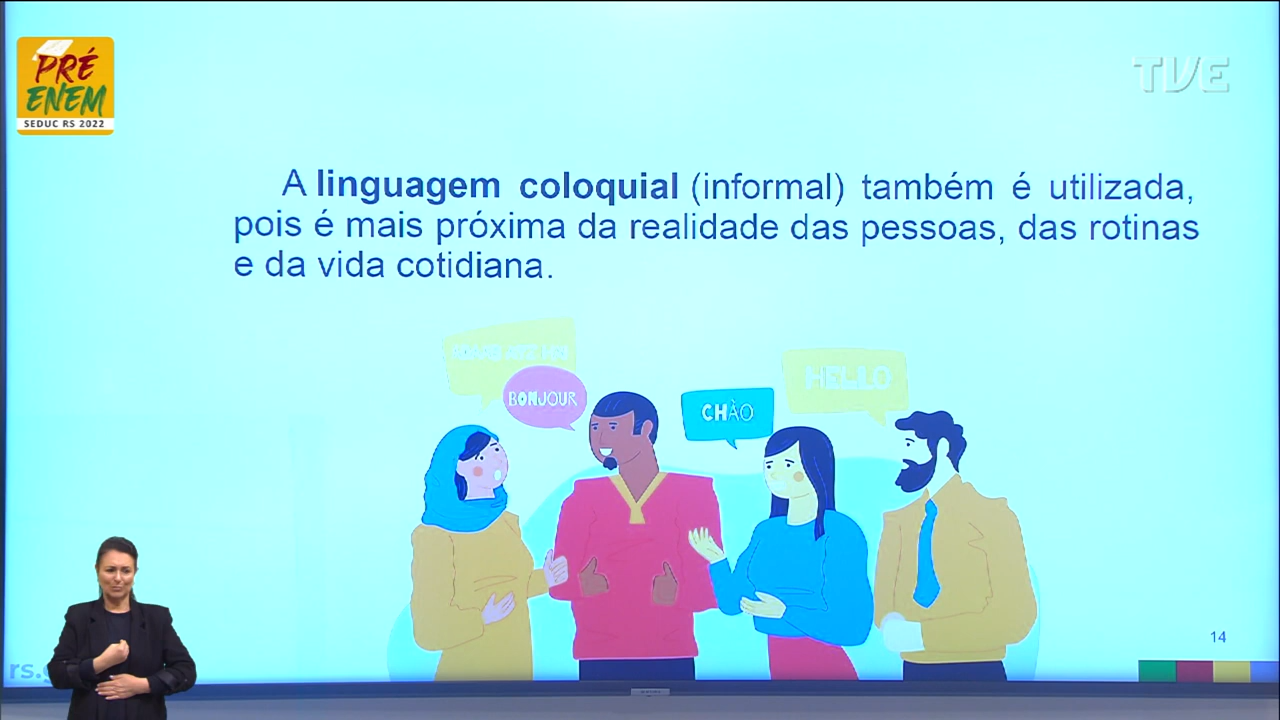 PRÉ
ENEM
SEDUC RS 2022
TVE
A linguagem coloquial (informal) também é utilizada,
pois é mais próxima da realidade das pessoas, das rotinas
e da vida cotidiana.
BONJOUR
CHÀO
HELLO
14